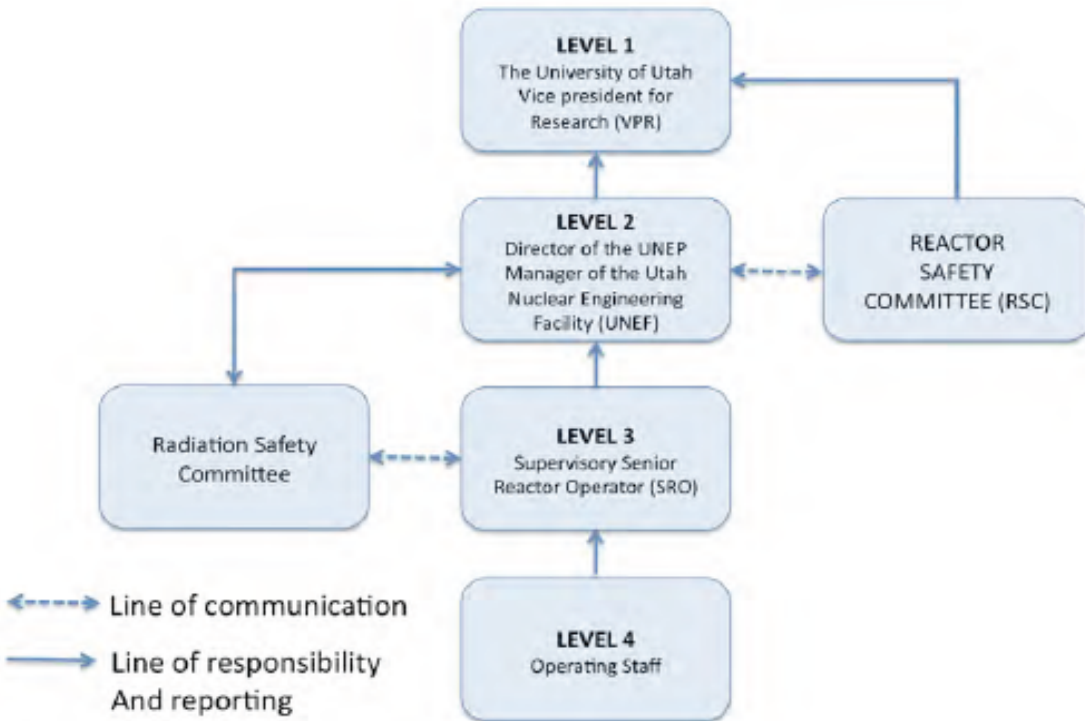 LEVEL 1
The University of Utah
Vice president for
Research (VPR)
LEVEL 2
Director of the UNEP
Manager of the Utah
Nuclear Engineering
Facility (UNEF)
REACTOR
SAFETY
COMMITTEE (RSC)
Radiation Safety
Committee
LEVEL 3
Supervisory Senior
Reactor Operator (SRO)
LEVEL 4
Operating Staff
Line of communication
Line of responsibility
And reporting